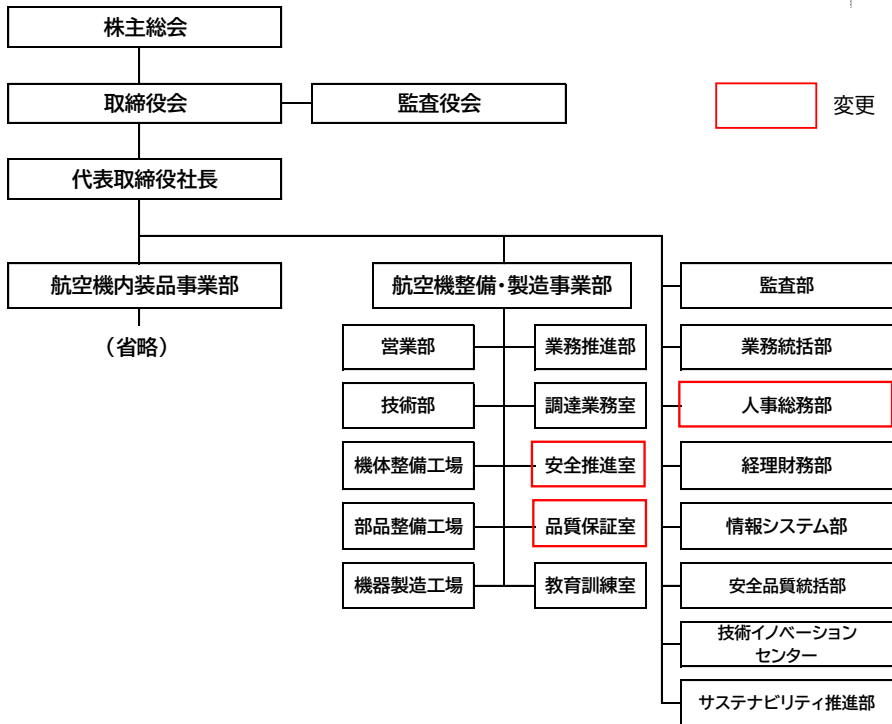 株主総会
取締役会
監査役会
変更
代表取締役社長
航空機内装品事業部
(省略)
航空機整備・製造事業部
営業部
業務推進部
技術部
調達業務室
機体整備工場
安全推進室
部品整備工場
品質保証室
機器製造工場
教育訓練室
監査部
業務統括部
人事総務部
経理財務部
情報システム部
安全品質統括部
技術イノベーション
センター
サステナビリティ推進部